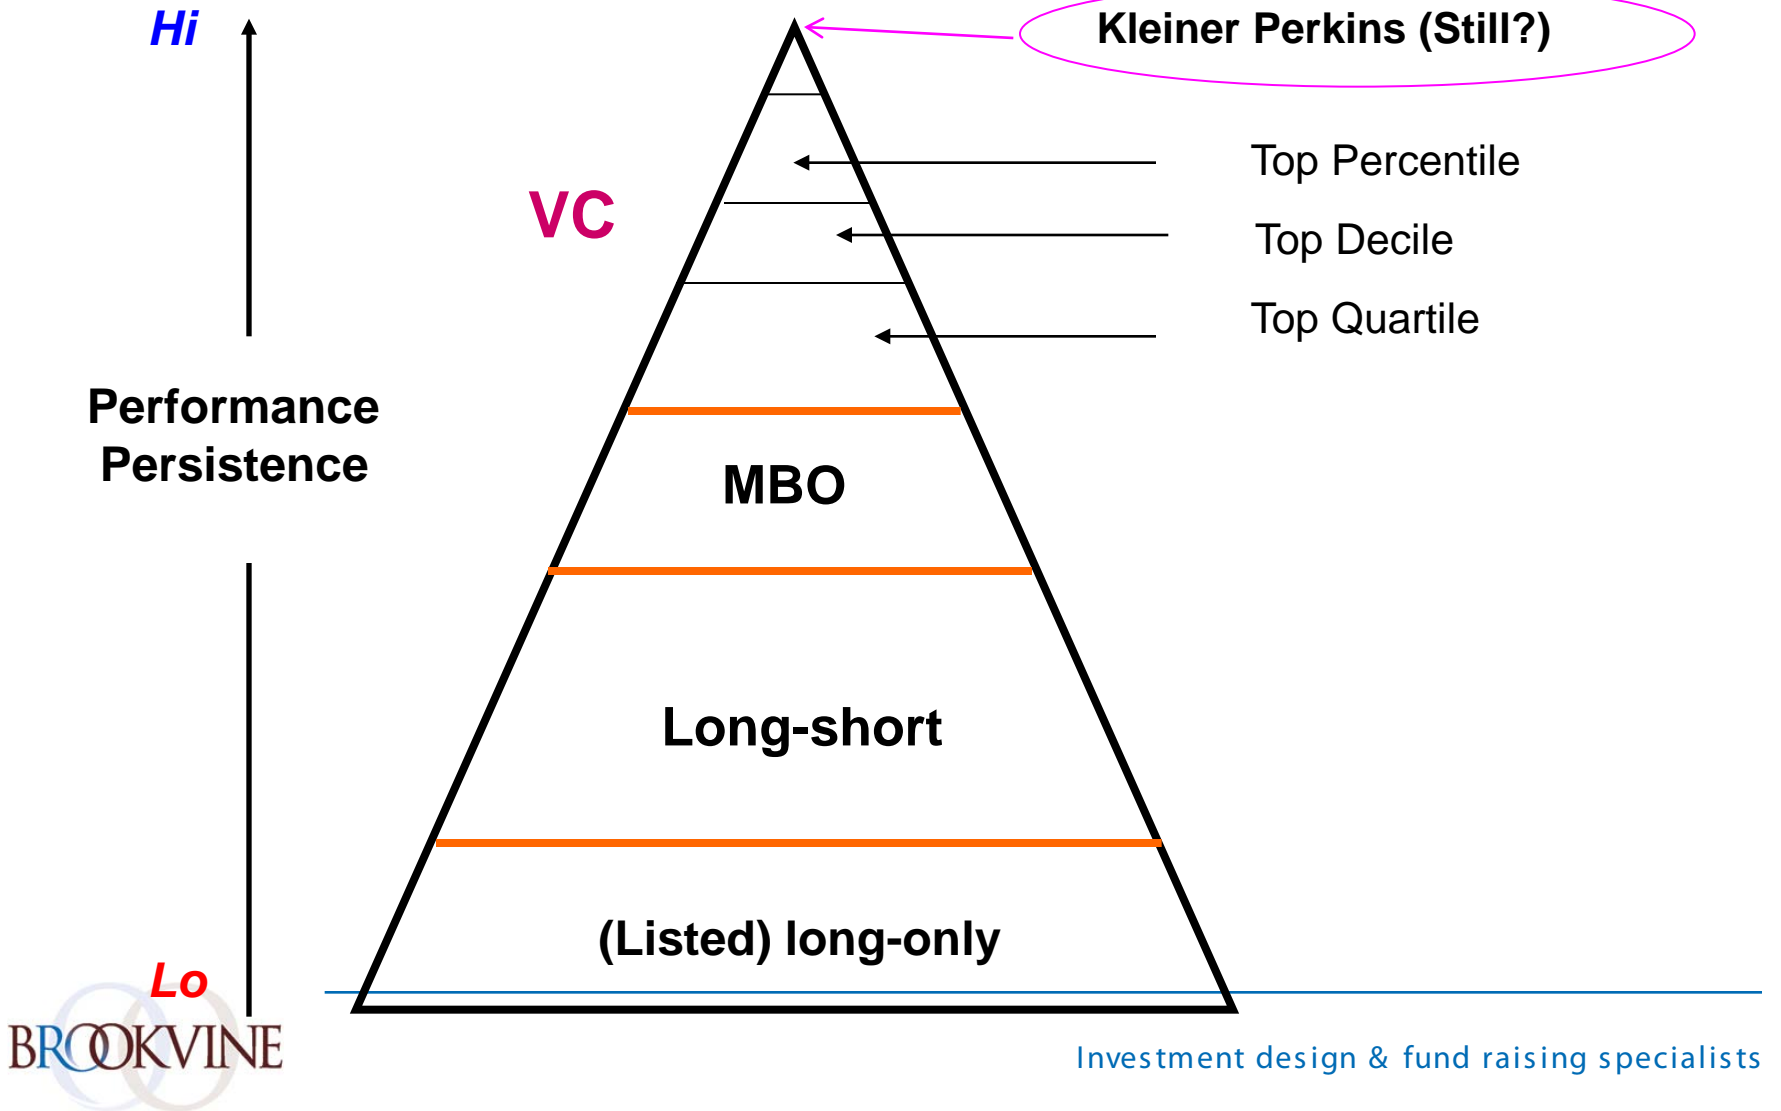 Hi
Kleiner Perkins (Still?)
Top Percentile
VC
Top Decile
Top Quartile
Performance
Persistence
MBO
Long-short
(Listed) long-only
Lo
BROOKVINE
Investment design & fund raising specialists